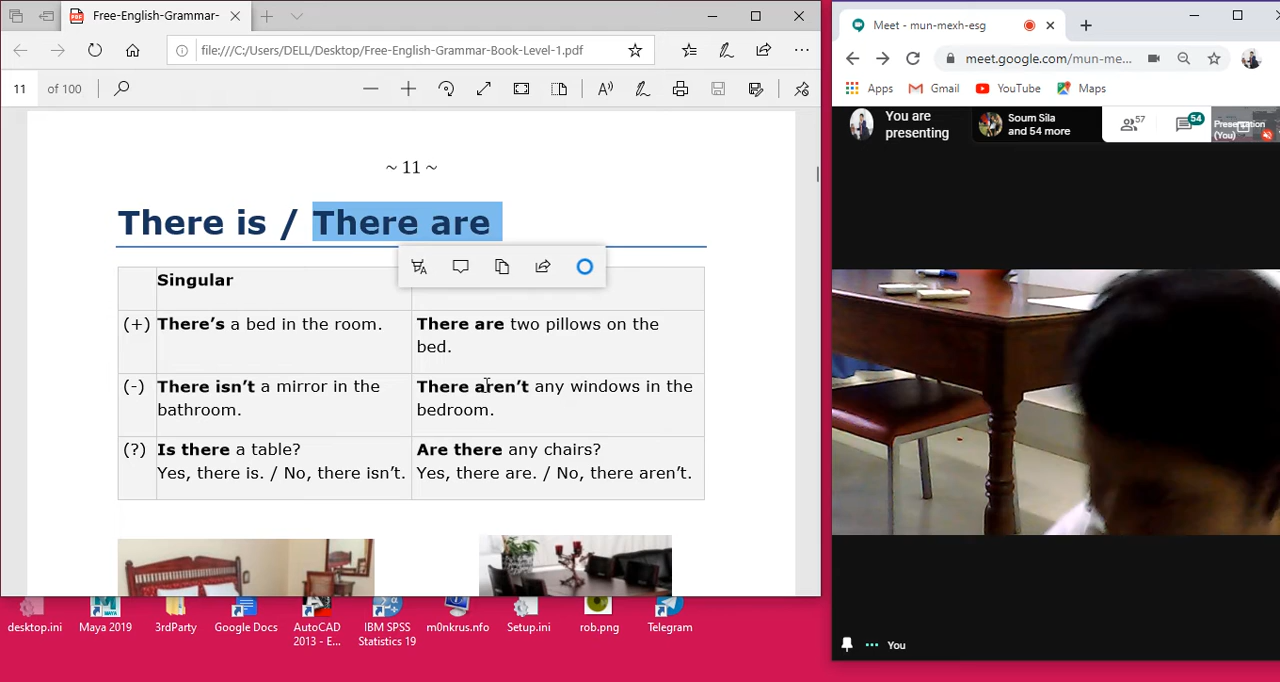 Free-English-Grammar-
file:///C:/Users/DELL/Desktop/Free-English-Grammar-Book-Level-1.pdf
11 of 100
~ 11 ~
There is / There are
Singular
(+) There's a bed in the room.
There are two pillows on the
bed.
(-) There isn't a mirror in the
bathroom.
There aren't any windows in the
bedroom.
(?) Is there a table?
Yes, there is. / No, there isn't.
Are there any chairs?
Yes, there are. / No, there aren't.
desktop.ini
Maya 2019
3rdParty
Google Docs
AutoCAD
2013 - E...
IBM SPSS
Statistics 19
m0nkrus.nfo
Setup.ini
rob.png
Telegram
Meet - mun-mexh-esg
meet.google.com/mun-me...
Apps
Gmail
YouTube
Maps
You are
presenting
Soum Sila
and 54 more
57
54
Presentation
(You)
You